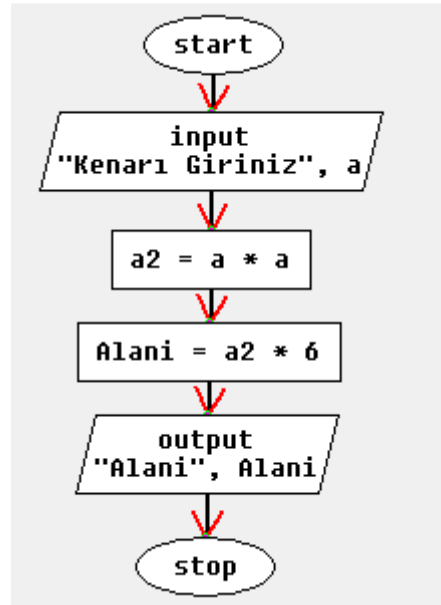 start
input
"Kenarı Giriniz", a
a2 = a * a
Alani = a2 * 6
output
"Alani", Alani
stop